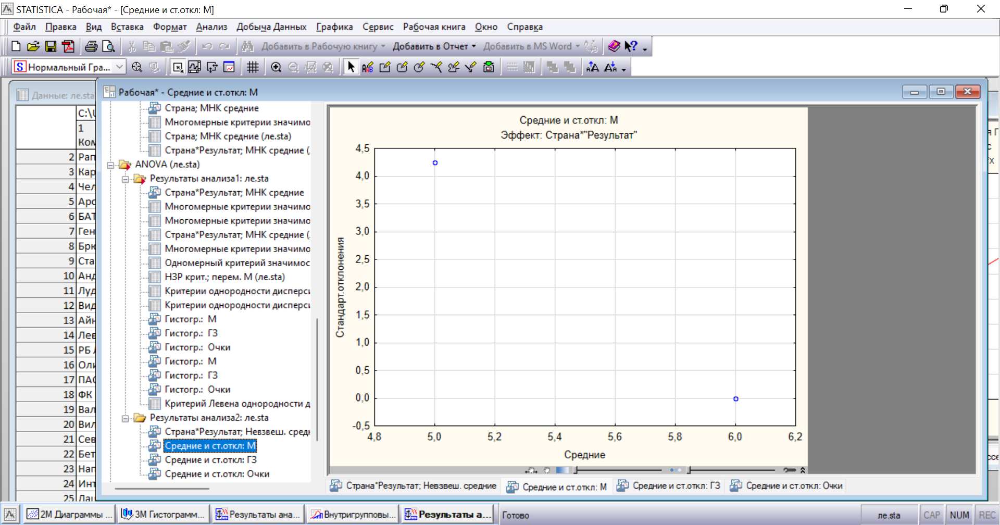 STATISTICA - Рабочая* - [Средние и ст.откл: М]
Файл Правка Вид Вставка Формат Анализ Добыча Данных Графика Сервис Рабочая книга Окно Справка
Добавить в Рабочую книгу Добавить в Отчет Добавить в MS Word
Нормальный Гра...
Данные: ле.sta
C:\
1
2 Рап
3 Кар
4 Чел
5 Арс
6 БАТ
7 Ген
8 Брю
9 Ста
10 Анд
11 Луд
12 Вид
13 Айн
14 Лев
15 РБ
16 Оли
17 ПАО
18 ФК
19 Вал
20 Вил
21 Сев
22 Бет
23 Нап
24 Инт
25 Лац
Рабочая* - Средние и ст.откл: М
Страна; МНК средние
Многомерные критерии значимо
Страна; МНК средние (ле.sta)
Страна*Результат; МНК средние (
ANOVA (ле.sta)
Результаты анализа1: ле.sta
Страна*Результат; МНК средние
Многомерные критерии значимо
Многомерные критерии значимо
Страна*Результат; МНК средние (
Многомерные критерии значимо
Одномерный критерий значимос
НЗР крит.; перем. М (ле.sta)
Критерии однородности дисперси
Критерии однородности дисперси
Гистогр.: М
Гистогр.: ГЗ
Гистогр.: Очки
Гистогр.: М
Гистогр.: ГЗ
Гистогр.: Очки
Критерий Левена однородности д
Результаты анализа2: ле.sta
Страна*Результат; Невзвеш. средн
Средние и ст.откл: М
Средние и ст.откл: ГЗ
Средние и ст.откл: Очки
Средние и ст.откл: М
Эффект: Страна*"Результат"
4,5
4,0
3,5
3,0
2,5
2,0
1,5
1,0
0,5
0,0
-0,5
4,8 5,0 5,2 5,4 5,6 5,8 6,0 6,2
Стандарт.отклонения
Средние
Страна*Результат; Невзвеш. средние Средние и ст.откл: М Средние и ст.откл: ГЗ Средние и ст.откл: Очки
2М Диаграммы ... 3М Гистограмм... Результаты ана... Внутригрупповы... Результаты а... Готово ле.sta CAP NUM REC